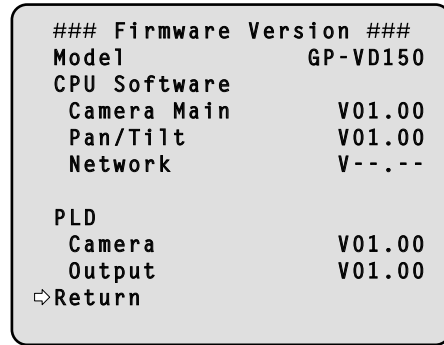 ### Firmware Version ###
Model GP-VD150
CPU Software
Camera Main V01.00
Pan/Tilt V01.00
Network V--.--
PLD
Camera V01.00
Output V01.00
⇨Return